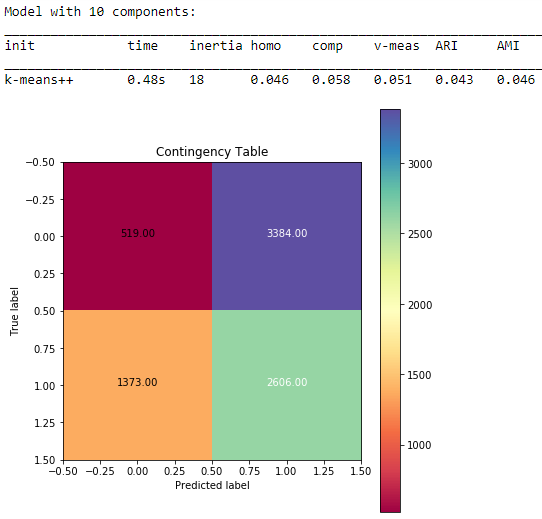 Model with 10 components:
init time inertia homo comp v-meas ARI AMI
k-means++ 0.48s 18 0.046 0.058 0.051 0.043 0.046
Contingency Table
−0.50
−0.25
0.00
0.25
0.50
0.75
1.00
1.25
1.50
True label
519.00 3384.00
1373.00 2606.00
−0.50 −0.25 0.00 0.25 0.50 0.75 1.00 1.25 1.50
Predicted label
3000
2500
2000
1500
1000